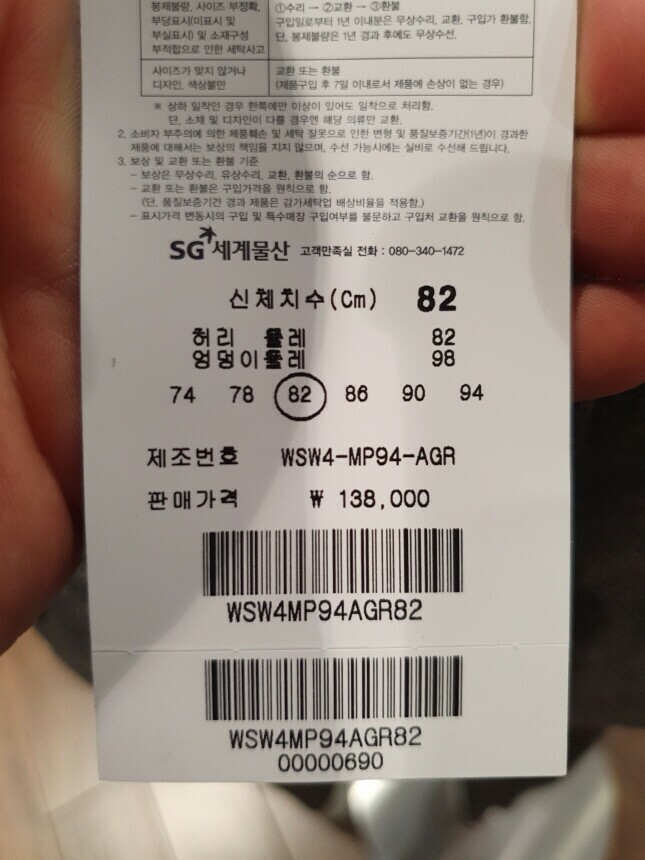 봉제불량, 사이즈 부정확,
부당표시(미표시 및
부실표시) 및 소재구성
부적합으로 인한 세탁사고
①수리 → ②교환 → ③환불
구입일로부터 1년 이내분은 무상수리, 교환, 구입가 환불함.
단, 봉제불량은 1년 경과 후에도 무상수선.
사이즈가 맞지 않거나
디자인, 색상불만
교환 또는 환불
(제품구입 후 7일 이내로서 제품에 손상이 없는 경우)
※ 상하 일착인 경우 한쪽에만 이상이 있어도 일착으로 처리함.
단, 소재 및 디자인이 다를 경우엔 해당 의류만 교환.
2. 소비자 부주의에 의한 제품훼손 및 세탁 잘못으로 인한 변형 및 품질보증기간(1년)이 경과한
제품에 대해서는 보상의 책임을 지지 않으며, 수선 가능시에는 실비로 수선해 드립니다.
3. 보상 및 교환 또는 환불 기준
- 보상은 무상수리, 유상수리, 교환, 환불의 순으로 함.
- 교환 또는 환불은 구입가격을 원칙으로 함.
(단, 품질보증기간 경과 제품은 감가세탁업 배상비율을 적용함.)
- 표시가격 변동시의 구입 및 특수매장 구입여부를 불문하고 구입처 교환을 원칙으로 함.
SG 세계물산 고객만족실 전화 : 080-340-1472
신체치수(Cm) 82
허리 둘레 82
엉덩이둘레 98
74 78 82 86 90 94
제조번호 WSW4-MP94-AGR
판매가격 ₩ 138,000
WSW4MP94AGR82
WSW4MP94AGR82
00000690